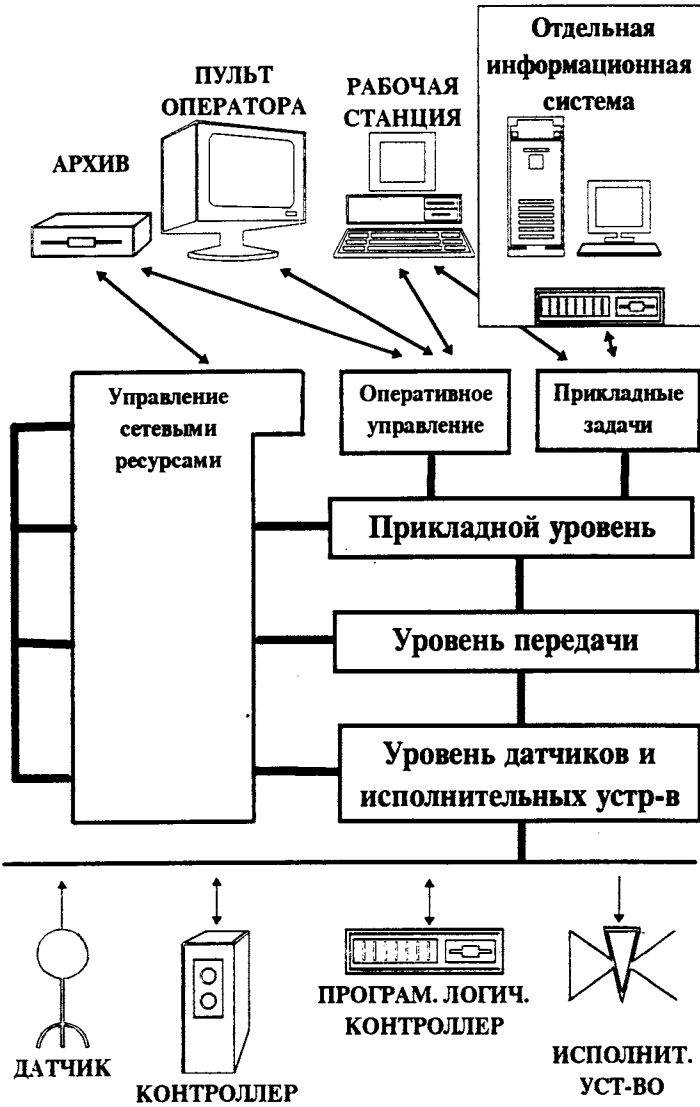 Отдельная
информационная
система
ПУЛЬТ
ОПЕРАТОРА
РАБОЧАЯ
СТАНЦИЯ
АРХИВ
Управление
сетевыми
ресурсами
Оперативное
управление
Прикладные
задачи
Прикладной уровень
Уровень передачи
Уровень датчиков и
исполнительных устр-в
ДАТЧИК
КОНТРОЛЛЕР
ПРОГРАМ. ЛОГИЧ.
КОНТРОЛЛЕР
ИСПОЛНИТ.
УСТ-ВО